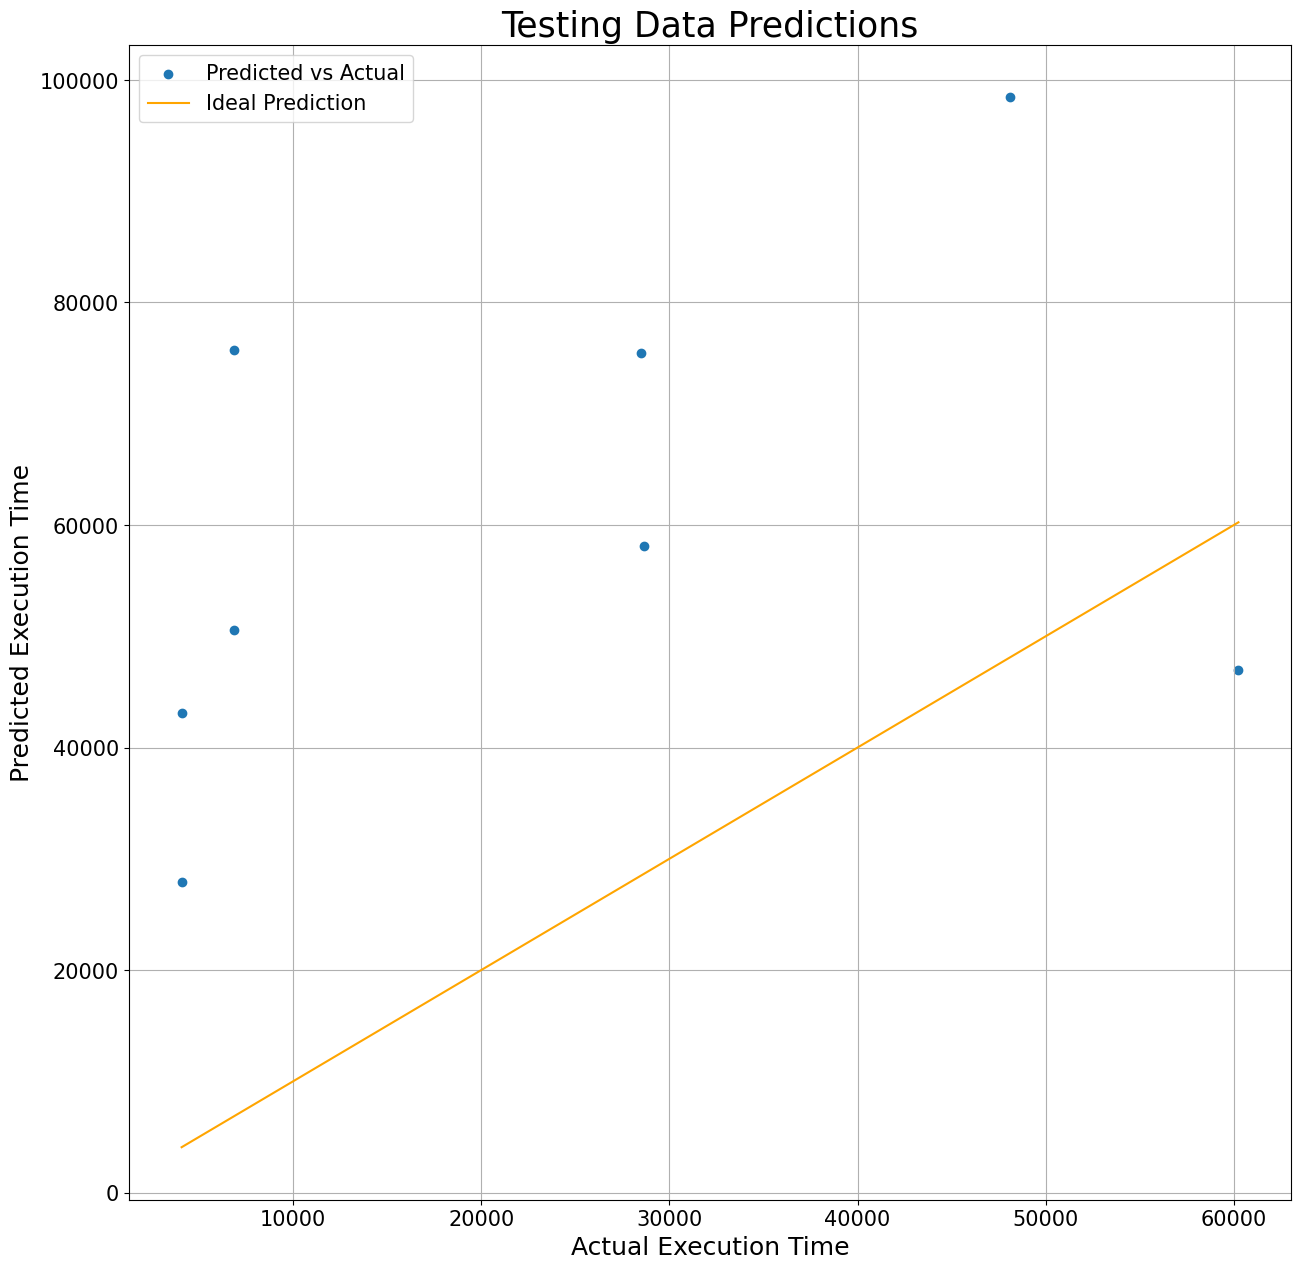 Testing Data Predictions
Predicted vs Actual
Ideal Prediction
100000
80000
60000
40000
20000
0
Predicted Execution Time
10000
20000
30000
40000
50000
60000
Actual Execution Time